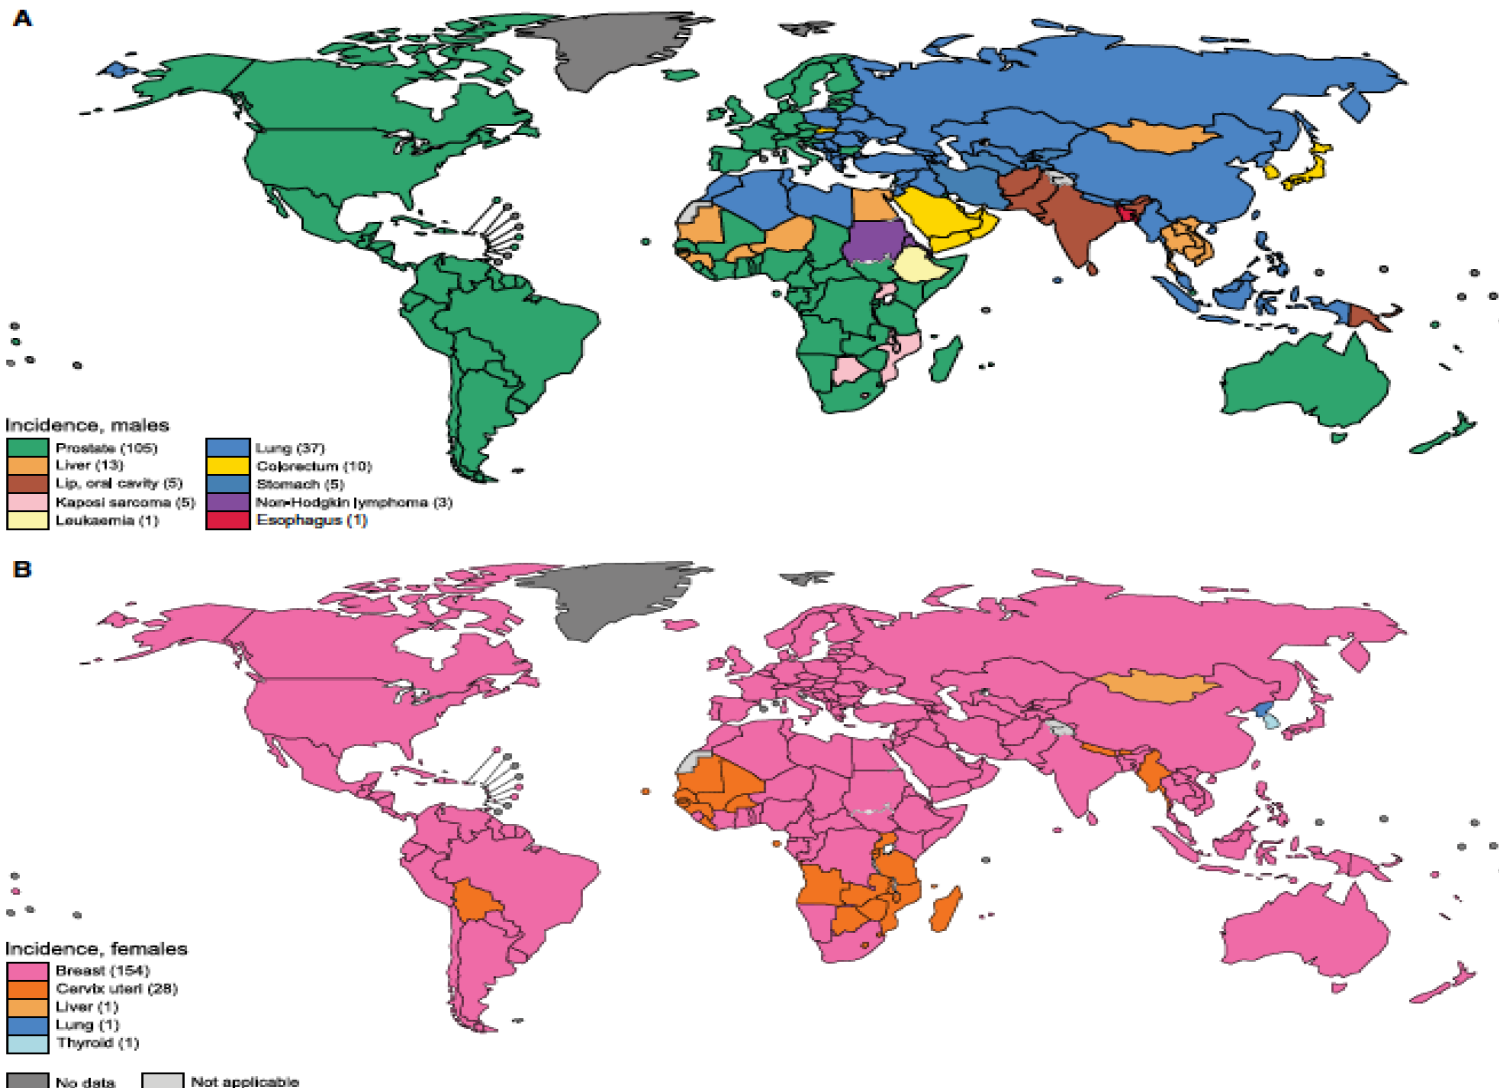 A
Incidence, males
Prostate (105)
Lung (37)
Liver (13)
Colorectum (10)
Lip, oral cavity (5)
Stomach (5)
Kaposi sarcoma (5)
Non-Hodgkin lymphoma (3)
Leukaemia (1)
Esophagus (1)
B
Incidence, females
Breast (154)
Cervix uteri (28)
Liver (1)
Lung (1)
Thyroid (1)
No data
Not applicable